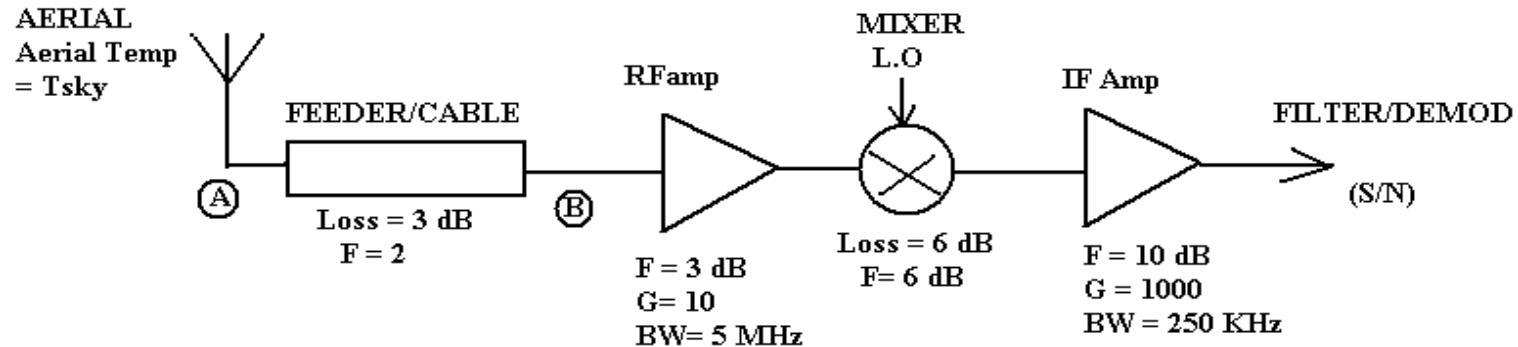 AERIAL
Aerial Temp
= Tsky
FEEDER/CABLE
A
B
Loss = 3 dB
F = 2
RFamp
F = 3 dB
G= 10
BW= 5 MHz
MIXER
L.O
Loss = 6 dB
F= 6 dB
IF Amp
F = 10 dB
G = 1000
BW = 250 KHz
FILTER/DEMOD
(S/N)